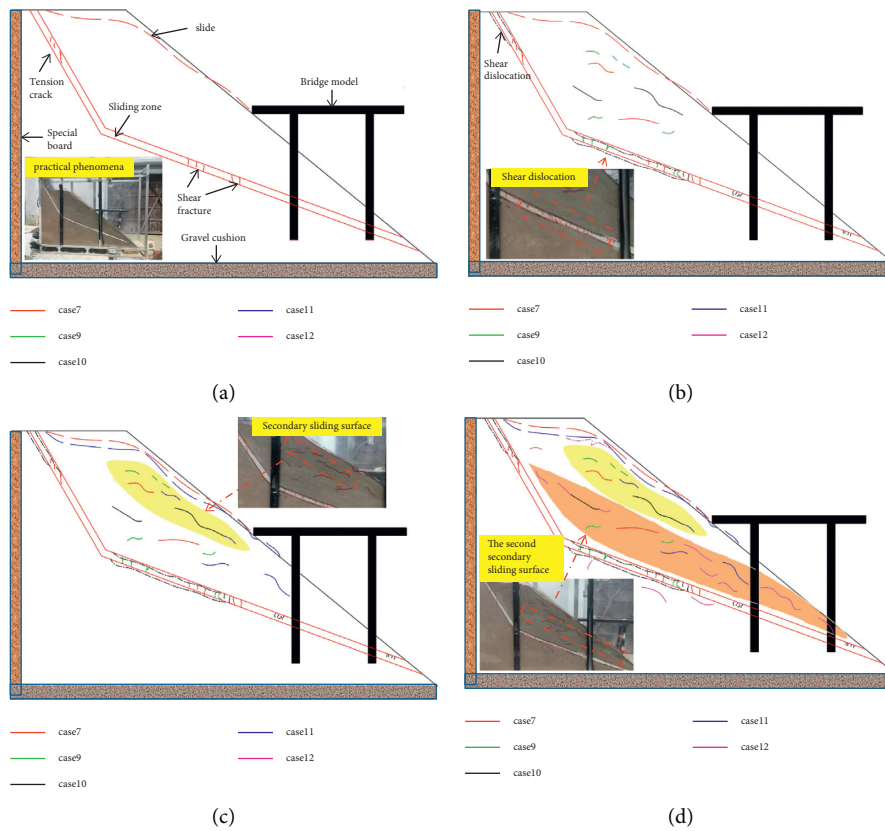 slide
Bridge model
Tension
crack
Sliding zone
Special
board
practical phenomena
Shear
fracture
Gravel cushion
case7
case11
case9
case12
case10
(a)
Shear
dislocation
Shear dislocation
case7
case11
case9
case12
case10
(b)
Secondary sliding surface
case7
case11
case9
case12
case10
(c)
The second
secondary
sliding surface
case7
case11
case9
case12
case10
(d)